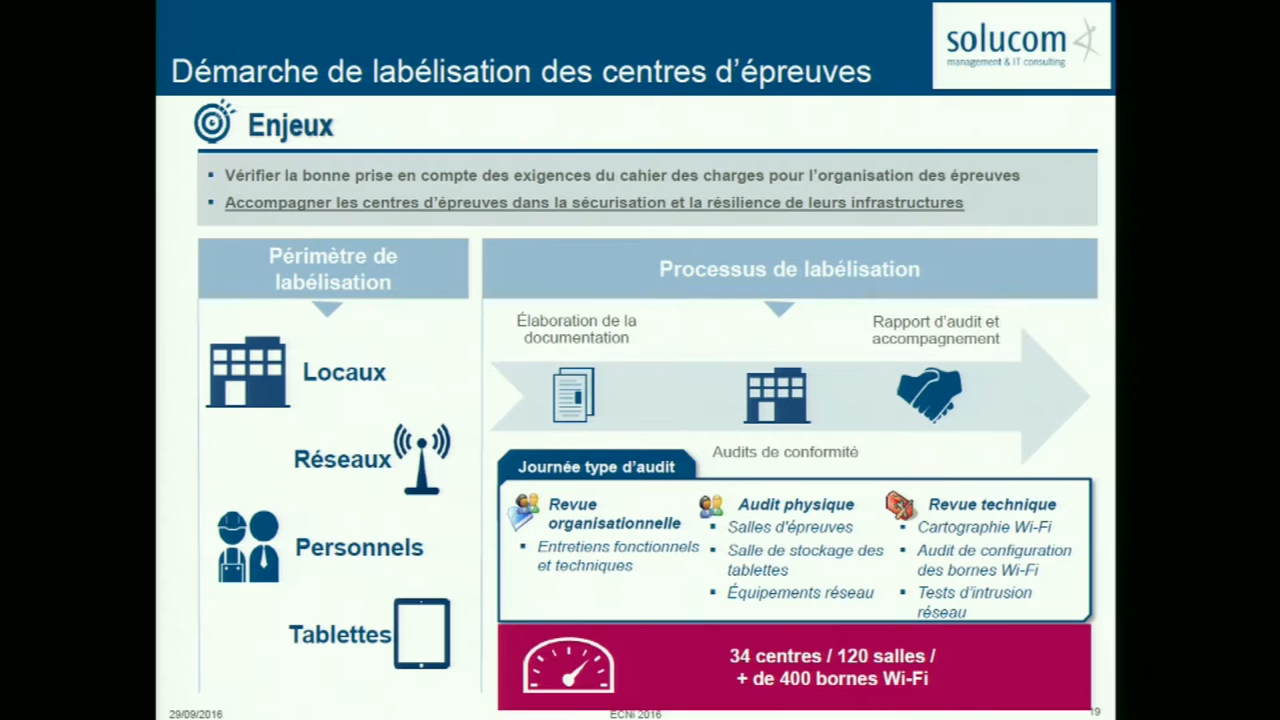 solucom
management & IT consulting
Démarche de labélisation des centres d'épreuves
Enjeux
▪ Vérifier la bonne prise en compte des exigences du cahier des charges pour l'organisation des épreuves
▪ Accompagner les centres d'épreuves dans la sécurisation et la résilience de leurs infrastructures
Périmètre de
labélisation
Locaux
Réseaux
Personnels
Tablettes
Processus de labélisation
Élaboration de la
documentation
Rapport d'audit et
accompagnement
Audits de conformité
Journée type d'audit
Revue
organisationnelle
▪ Entretiens fonctionnels
et techniques
Audit physique
▪ Salles d'épreuves
▪ Salle de stockage des
tablettes
▪ Équipements réseau
Revue technique
▪ Cartographie Wi-Fi
▪ Audit de configuration
des bornes Wi-Fi
▪ Tests d'intrusion
réseau
34 centres / 120 salles /
+ de 400 bornes Wi-Fi
29/09/2016
ECNi 2016
19